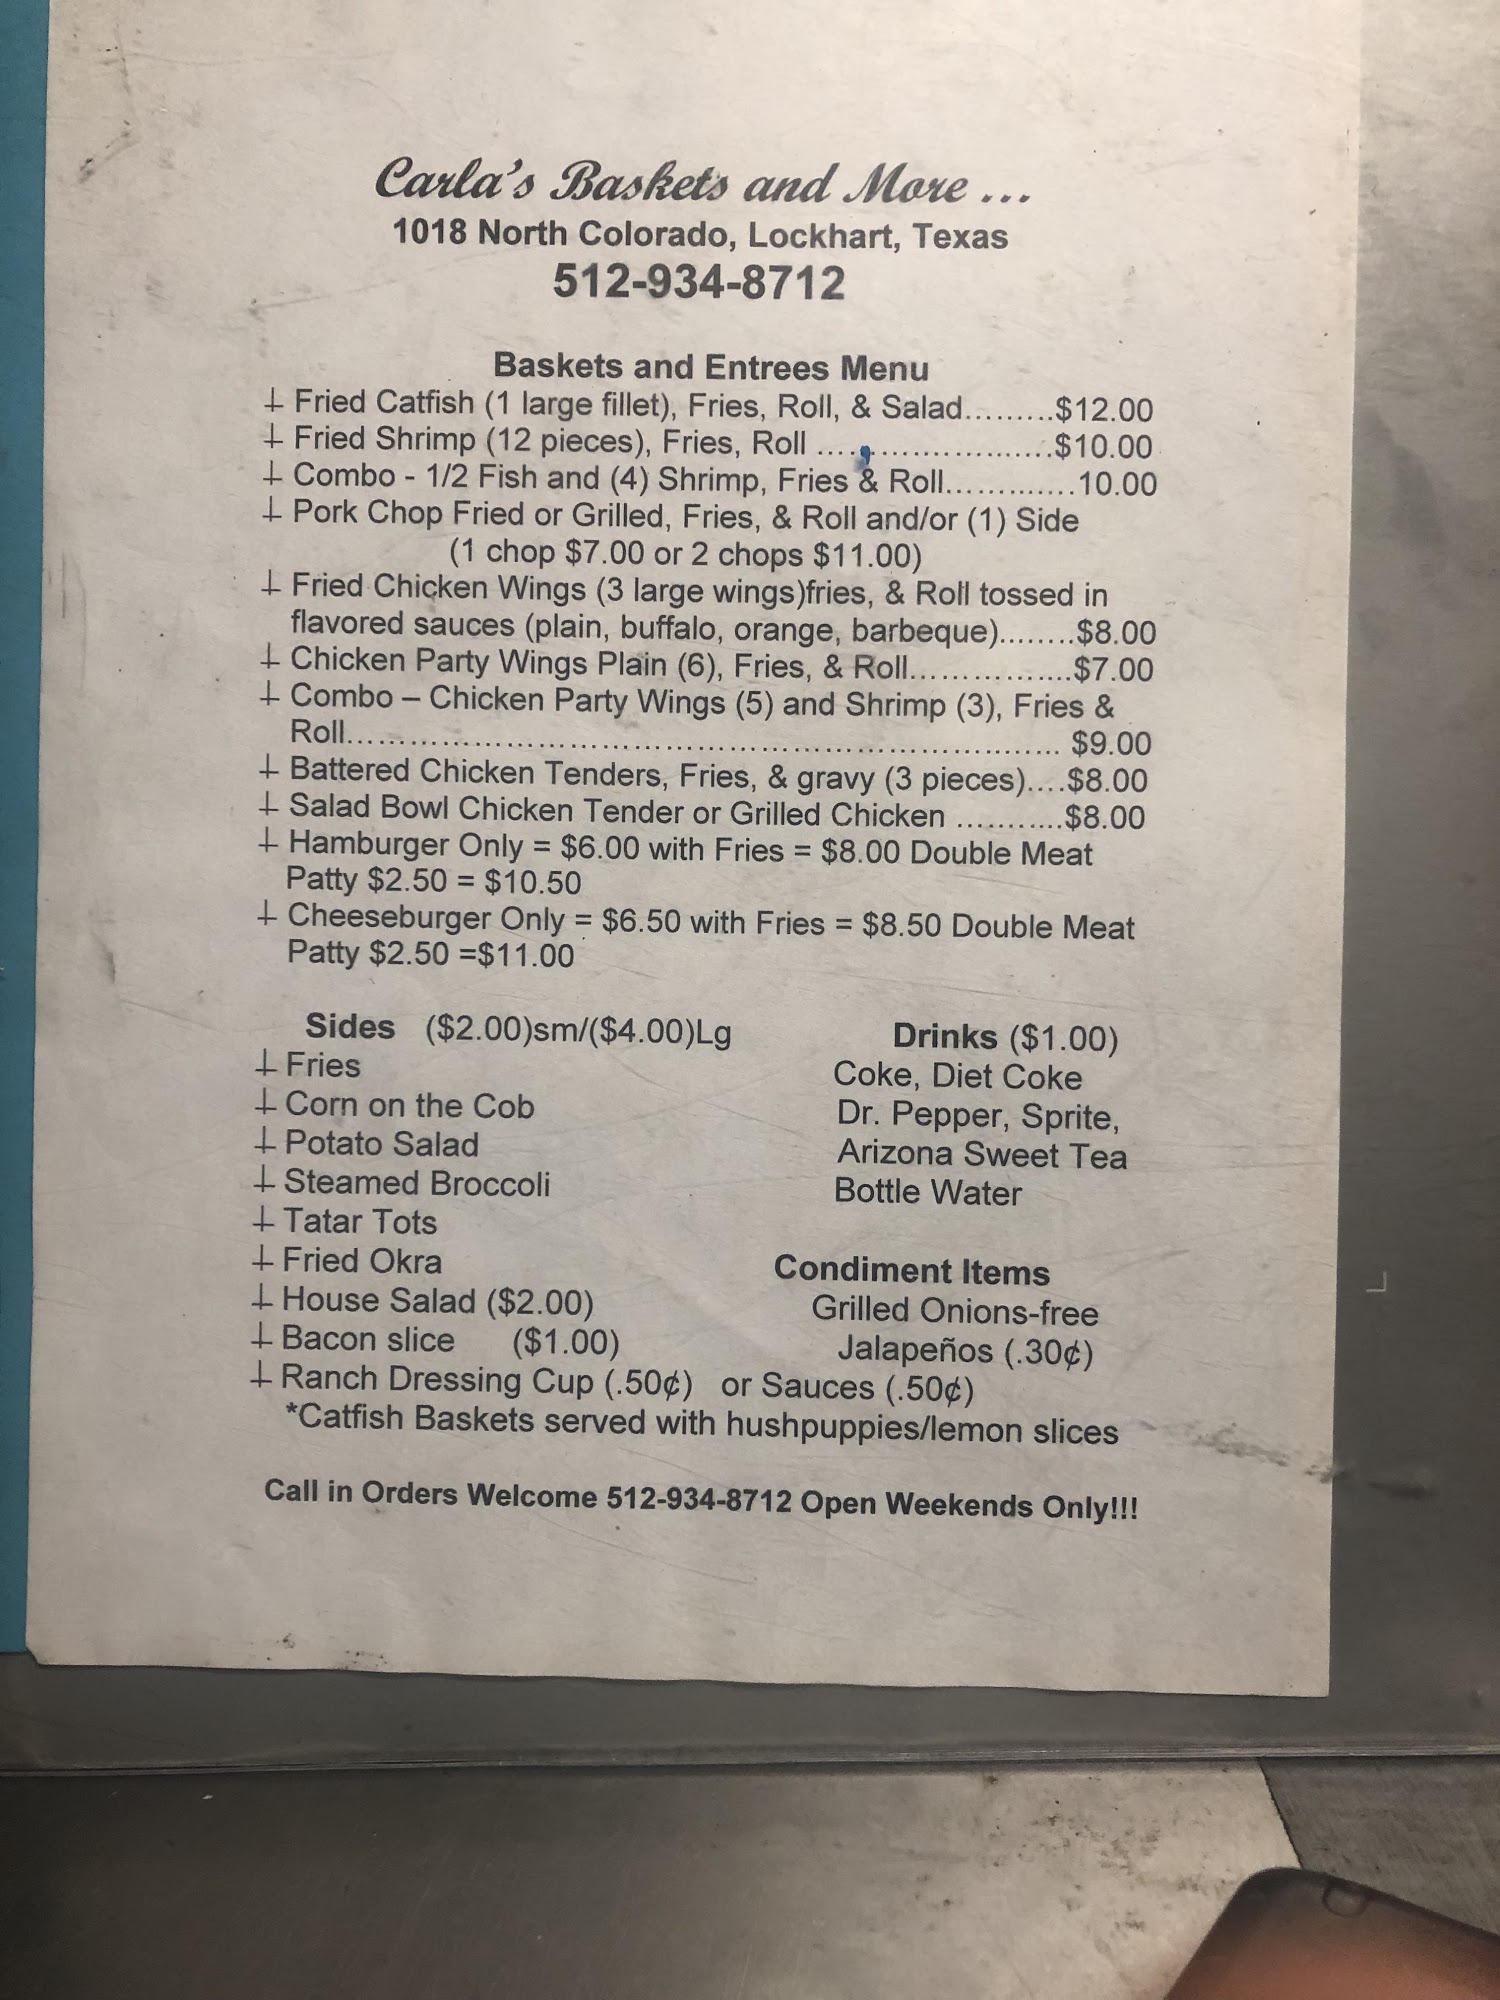 Carla's Baskets and More ...
1018 North Colorado, Lockhart, Texas
512-934-8712
Baskets and Entrees Menu
Fried Catfish (1 large fillet), Fries, Roll, & Salad.........$12.00
Fried Shrimp (12 pieces), Fries, Roll ..........................$10.00
Combo - 1/2 Fish and (4) Shrimp, Fries & Roll.............10.00
Pork Chop Fried or Grilled, Fries, & Roll and/or (1) Side
(1 chop $7.00 or 2 chops $11.00)
Fried Chicken Wings (3 large wings)fries, & Roll tossed in
flavored sauces (plain, buffalo, orange, barbeque)........$8.00
Chicken Party Wings Plain (6), Fries, & Roll.................$7.00
Combo – Chicken Party Wings (5) and Shrimp (3), Fries &
Roll.............................................................................. $9.00
Battered Chicken Tenders, Fries, & gravy (3 pieces)....$8.00
Salad Bowl Chicken Tender or Grilled Chicken ...........$8.00
Hamburger Only = $6.00 with Fries = $8.00 Double Meat
Patty $2.50 = $10.50
Cheeseburger Only = $6.50 with Fries = $8.50 Double Meat
Patty $2.50 =$11.00
Sides ($2.00)sm/($4.00)Lg
Fries
Corn on the Cob
Potato Salad
Steamed Broccoli
Tatar Tots
Fried Okra
House Salad ($2.00)
Bacon slice ($1.00)
Drinks ($1.00)
Coke, Diet Coke
Dr. Pepper, Sprite,
Arizona Sweet Tea
Bottle Water
Condiment Items
Grilled Onions-free
Jalapeños (.30¢)
Ranch Dressing Cup (.50¢) or Sauces (.50¢)
*Catfish Baskets served with hushpuppies/lemon slices
Call in Orders Welcome 512-934-8712 Open Weekends Only!!!